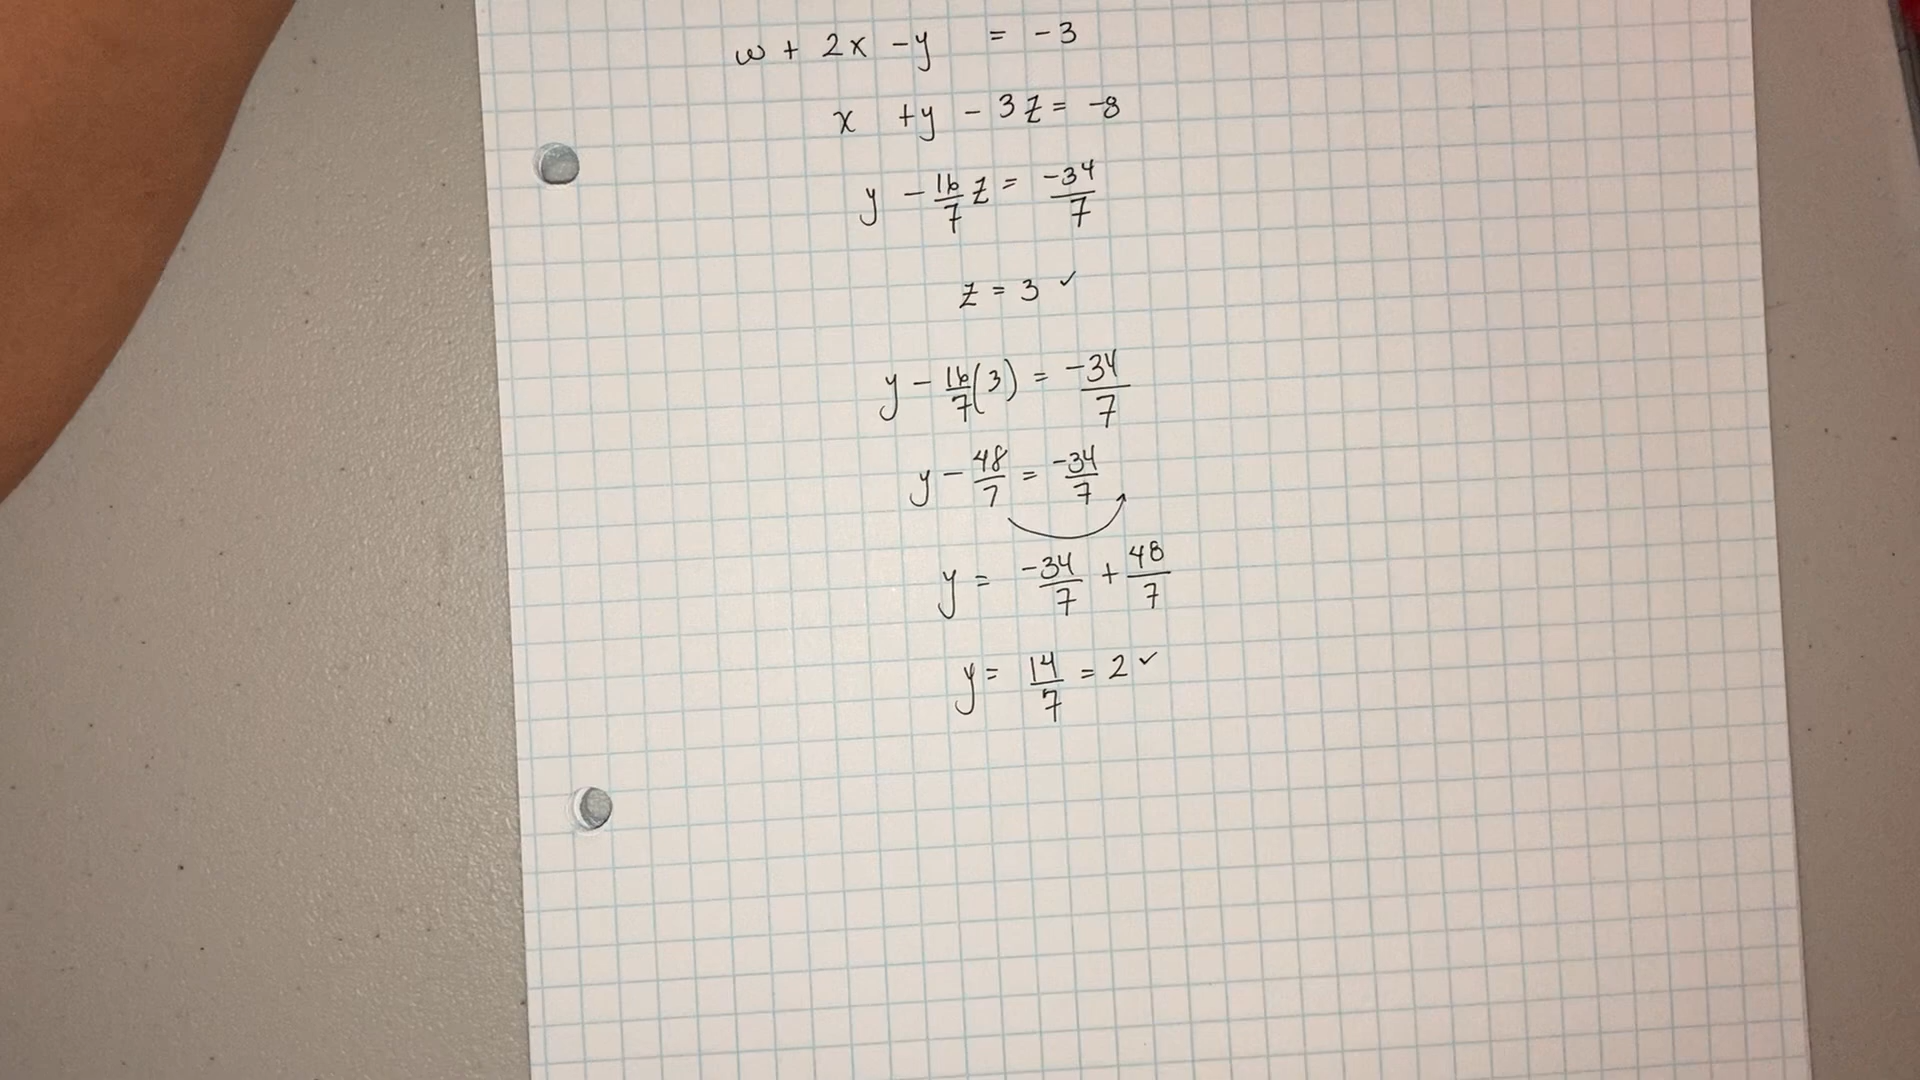 w + 2x - y = -3
x + y - 3z = -8
y - 16/7 z = -34/7
z = 3 ✓
y - 16/7 (3) = -34/7
y - 48/7 = -34/7
y = -34/7 + 48/7
y = 14/7 = 2 ✓